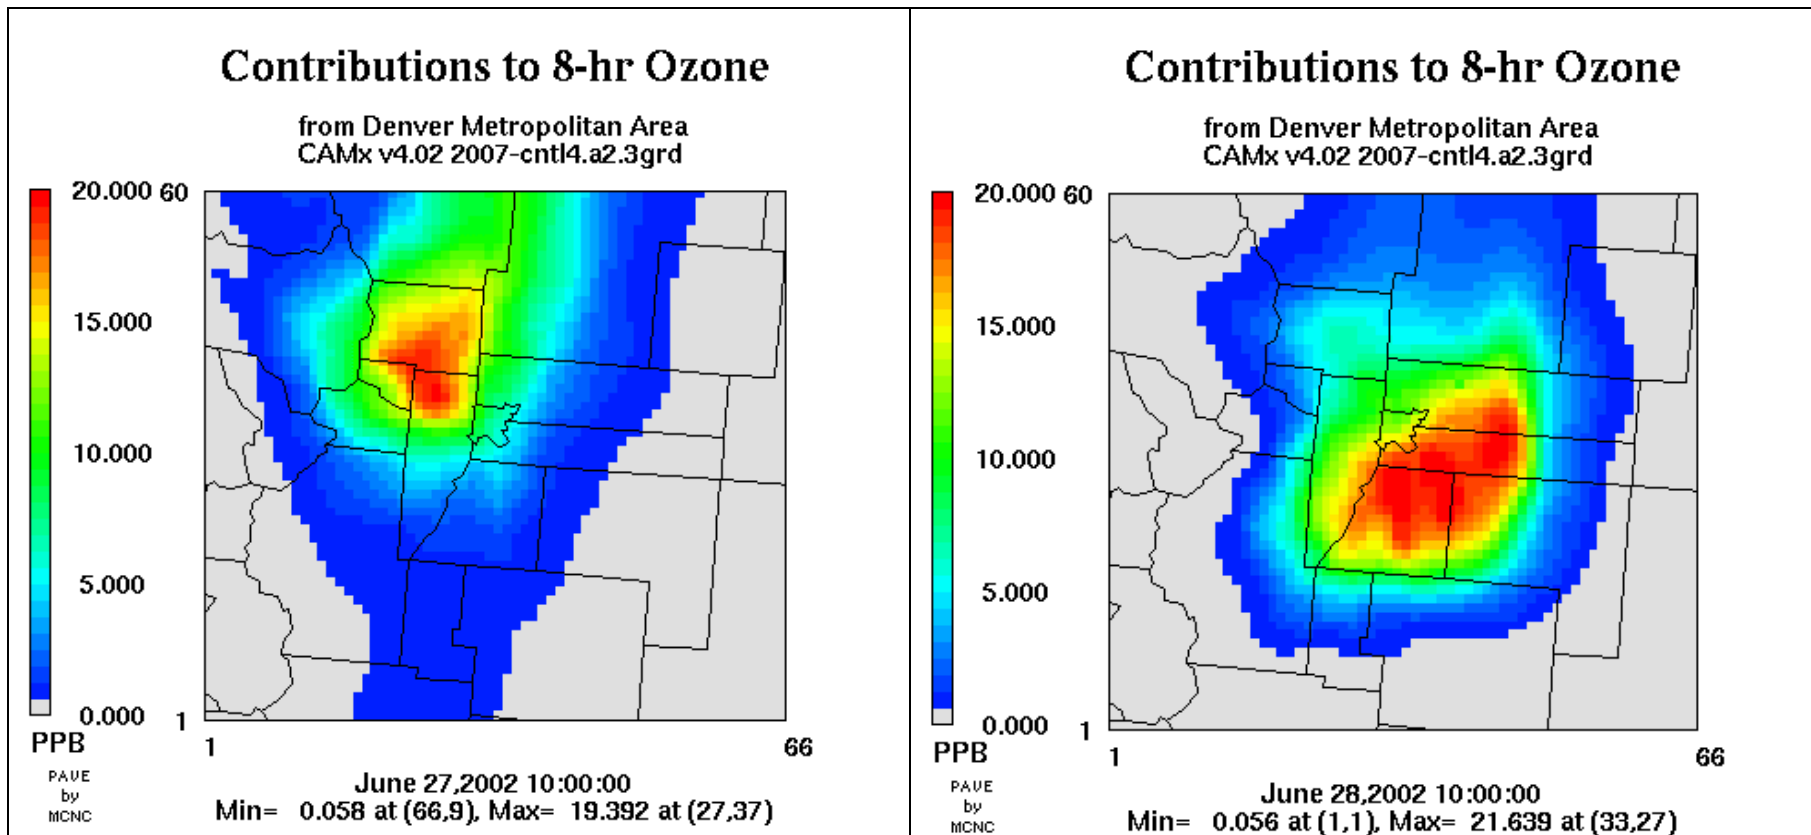 Contributions to 8-hr Ozone
from Denver Metropolitan Area
CAMx v4.02 2007-cntl4.a2.3grd
20.000
15.000
10.000
5.000
0.000
PPB
60
1
1
66
PAVE
by
MCNC
June 27,2002 10:00:00
Min= 0.058 at (66,9), Max= 19.392 at (27,37)
Contributions to 8-hr Ozone
from Denver Metropolitan Area
CAMx v4.02 2007-cntl4.a2.3grd
20.000
15.000
10.000
5.000
0.000
PPB
60
1
1
66
PAVE
by
MCNC
June 28,2002 10:00:00
Min= 0.056 at (1,1), Max= 21.639 at (33,27)